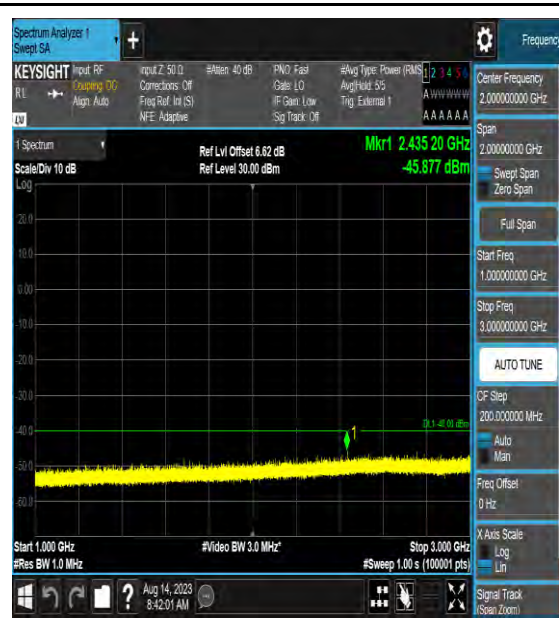 Spectrum Analyzer 1
Swept SA
Frequency
KEYSIGHT
RL
LW
Input: RF
Coupling: DC
Align: Auto
Input Z: 50 Ω
Corrections: Off
Freq Ref: Int (S)
NFE: Adaptive
#Atten: 40 dB
PNO: Fast
Gate: LO
IF Gain: Low
Sig Track: Off
#Avg Type: Power (RMS
Avg|Hold: 5/5
Trig: External 1
1 2 3 4 5 6
A W W W W W
A A A A A A
1 Spectrum
Scale/Div 10 dB
Log
Ref Lvl Offset 6.62 dB
Ref Level 30.00 dBm
Mkr1 2.435 20 GHz
-45.877 dBm
20.0
10.0
0.00
-10.0
-20.0
-30.0
-40.0
-50.0
-60.0
DL1 -40.00 dBm
1
Start 1.000 GHz
#Res BW 1.0 MHz
#Video BW 3.0 MHz*
Stop 3.000 GHz
#Sweep 1.00 s (100001 pts)
Center Frequency
2.000000000 GHz
Span
2.00000000 GHz
Swept Span
Zero Span
Full Span
Start Freq
1.000000000 GHz
Stop Freq
3.000000000 GHz
AUTO TUNE
CF Step
200.000000 MHz
Auto
Man
Freq Offset
0 Hz
X Axis Scale
Log
Lin
Signal Track
(Span Zoom)
?
Aug 14, 2023
8:42:01 AM